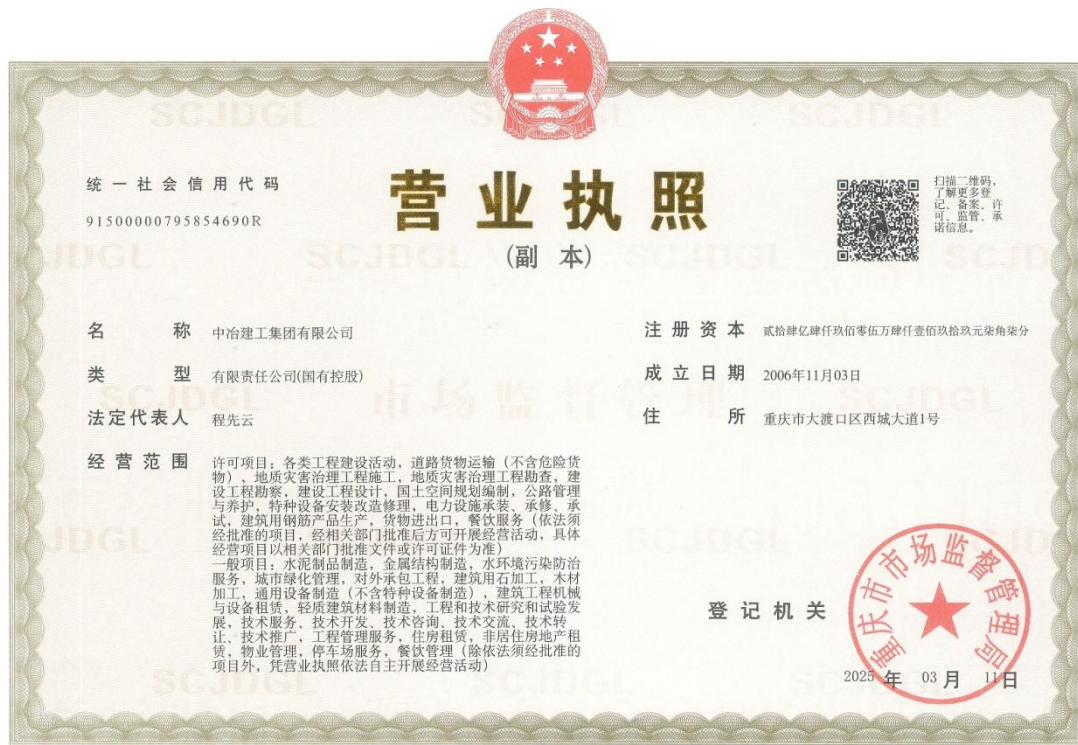 统一社会信用代码
91500000795854690R
营业执照
(副 本)
扫描二维码,
了解更多登
记、备案、许
可、监管、承
诺信息。
名 称 中冶建工集团有限公司
类 型 有限责任公司(国有控股)
法定代表人 程先云
经营范围 许可项目:各类工程建设活动,道路货物运输(不含危险货
物),地质灾害治理工程施工,地质灾害治理工程勘查,建
设工程勘察,建设工程设计,国土空间规划编制,公路管理
与养护,特种设备安装改造修理,电力设施承装、承修、承
试,建筑用钢筋产品生产,货物进出口,餐饮服务(依法须
经批准的项目,经相关部门批准后方可开展经营活动,具体
经营项目以相关部门批准文件或许可证件为准)
一般项目:水泥制品制造,金属结构制造,水环境污染防治
服务,城市绿化管理,对外承包工程,建筑用石加工,木材
加工,通用设备制造(不含特种设备制造),建筑工程机械
与设备租赁,轻质建筑材料制造,工程和技术研究和试验发
展,技术服务、技术开发、技术咨询、技术交流、技术转
让、技术推广,工程管理服务,住房租赁,非居住房地产租
赁,物业管理,停车场服务,餐饮管理(除依法须经批准的
项目外,凭营业执照依法自主开展经营活动)
注册资本 贰拾肆亿肆仟玖佰零伍万肆仟壹佰玖拾玖元柒角柒分
成立日期 2006年11月03日
住 所 重庆市大渡口区西城大道1号
登记机关
重庆市市场监督管理局
2025 年 03 月 11 日
SCJDGL
市场监督管理